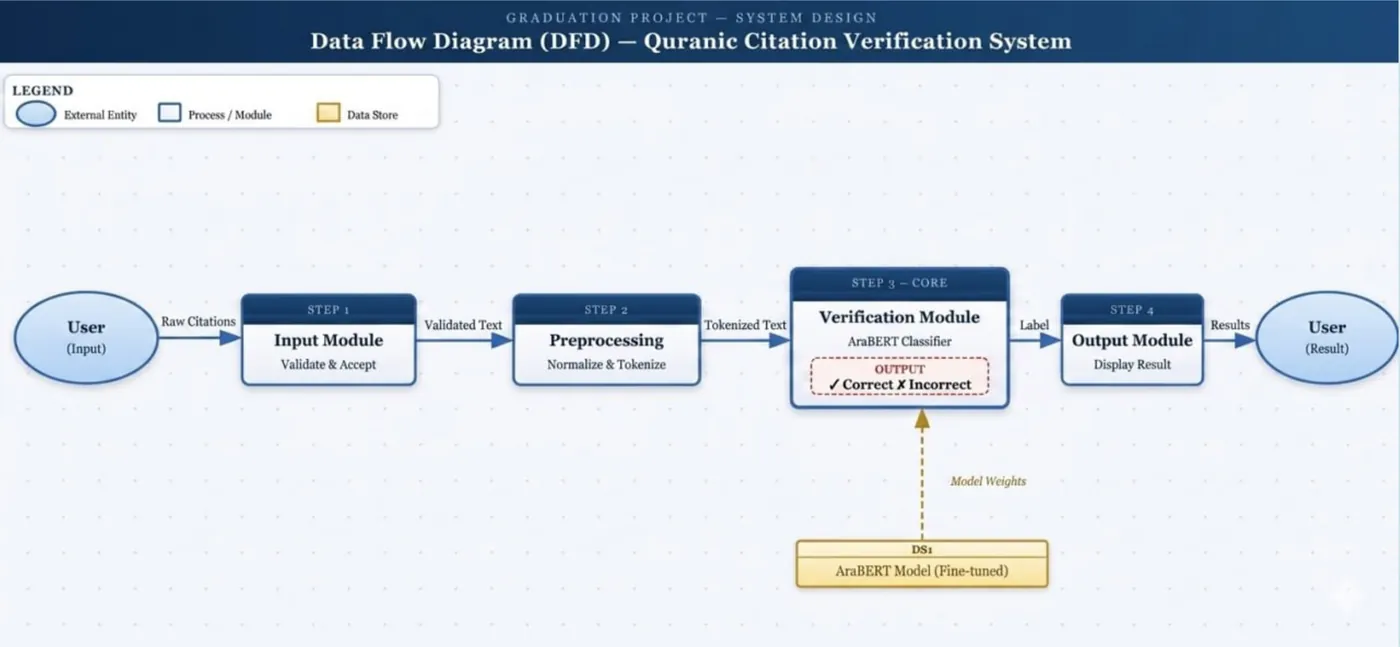 GRADUATION PROJECT — SYSTEM DESIGN
Data Flow Diagram (DFD) — Quranic Citation Verification System
LEGEND
External Entity
Process / Module
Data Store
User
(Input)
Raw Citations
STEP 1
Input Module
Validate & Accept
Validated Text
STEP 2
Preprocessing
Normalize & Tokenize
Tokenized Text
STEP 3 – CORE
Verification Module
AraBERT Classifier
OUTPUT
✓ Correct ✗ Incorrect
Label
STEP 4
Output Module
Display Result
Results
User
(Result)
Model Weights
DS1
AraBERT Model (Fine-tuned)